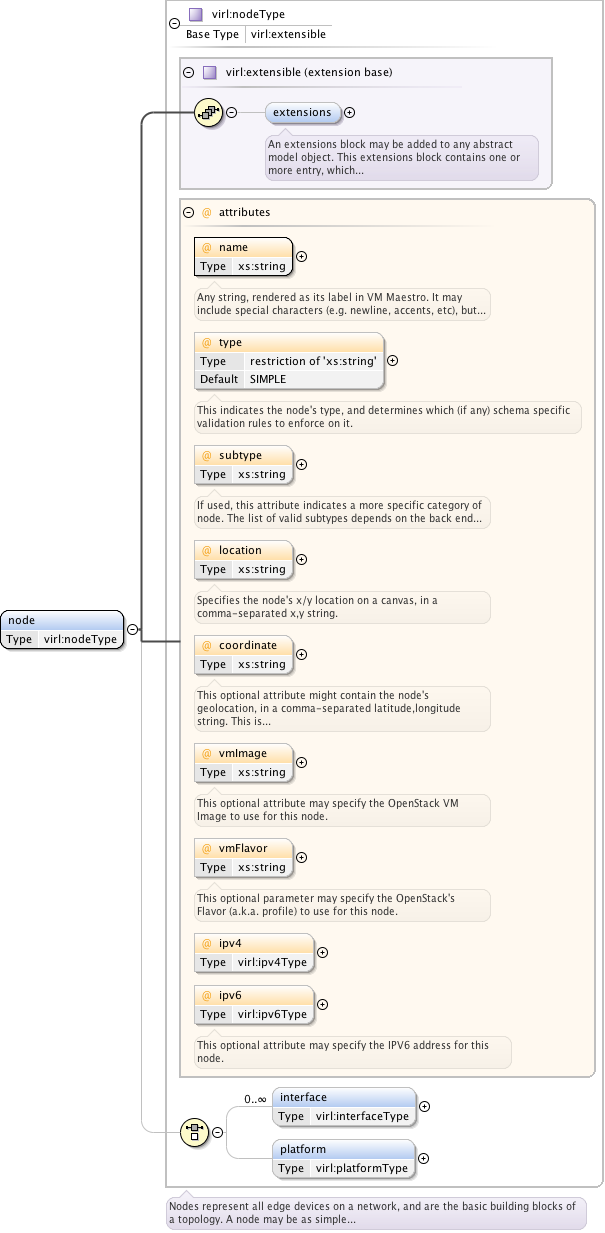 virl:nodeType
Base Type virl:extensible
virl:extensible (extension base)
extensions
An extensions block may be added to any abstract
model object. This extensions block contains one or
more entry, which...
@ attributes
@ name
Type xs:string
Any string, rendered as its label in VM Maestro. It may
include special characters (e.g. newline, accents, etc), but...
@ type
Type restriction of 'xs:string'
Default SIMPLE
This indicates the node's type, and determines which (if any) schema specific
validation rules to enforce on it.
@ subtype
Type xs:string
If used, this attribute indicates a more specific category of
node. The list of valid subtypes depends on the back end...
@ location
Type xs:string
Specifies the node's x/y location on a canvas, in a
comma-separated x,y string.
node
Type virl:nodeType
@ coordinate
Type xs:string
This optional attribute might contain the node's
geolocation, in a comma-separated latitude,longitude
string. This is...
@ vmImage
Type xs:string
This optional attribute may specify the OpenStack VM
Image to use for this node.
@ vmFlavor
Type xs:string
This optional parameter may specify the OpenStack's
Flavor (a.k.a. profile) to use for this node.
@ ipv4
Type virl:ipv4Type
@ ipv6
Type virl:ipv6Type
This optional attribute may specify the IPV6 address for this
node.
0..∞ interface
Type virl:interfaceType
platform
Type virl:platformType
Nodes represent all edge devices on a network, and are the basic building blocks of
a topology. A node may be as simple...